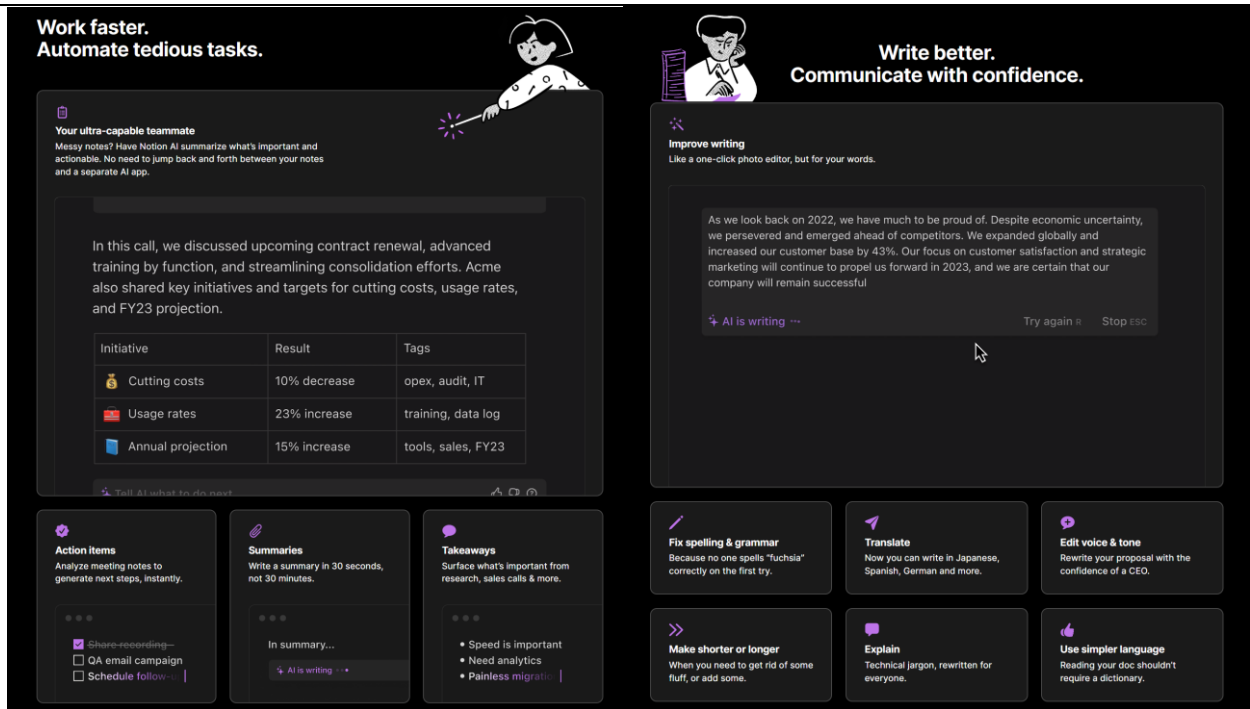 Work faster.
Automate tedious tasks.
Your ultra-capable teammate
Messy notes? Have Notion AI summarize what's important and
actionable. No need to jump back and forth between your notes
and a separate AI app.
In this call, we discussed upcoming contract renewal, advanced
training by function, and streamlining consolidation efforts. Acme
also shared key initiatives and targets for cutting costs, usage rates,
and FY23 projection.
Initiative Result Tags
Cutting costs 10% decrease opex, audit, IT
Usage rates 23% increase training, data log
Annual projection 15% increase tools, sales, FY23
Tell AI what to do next
Action items
Analyze meeting notes to
generate next steps, instantly.
Share recording
QA email campaign
Schedule follow-u
Summaries
Write a summary in 30 seconds,
not 30 minutes.
In summary...
AI is writing
Takeaways
Surface what's important from
research, sales calls & more.
• Speed is important
• Need analytics
• Painless migratio
Write better.
Communicate with confidence.
Improve writing
Like a one-click photo editor, but for your words.
As we look back on 2022, we have much to be proud of. Despite economic uncertainty,
we persevered and emerged ahead of competitors. We expanded globally and
increased our customer base by 43%. Our focus on customer satisfaction and strategic
marketing will continue to propel us forward in 2023, and we are certain that our
company will remain successful
AI is writing Try again R Stop ESC
Fix spelling & grammar
Because no one spells "fuchsia"
correctly on the first try.
Translate
Now you can write in Japanese,
Spanish, German and more.
Edit voice & tone
Rewrite your proposal with the
confidence of a CEO.
Make shorter or longer
When you need to get rid of some
fluff, or add some.
Explain
Technical jargon, rewritten for
everyone.
Use simpler language
Reading your doc shouldn't
require a dictionary.